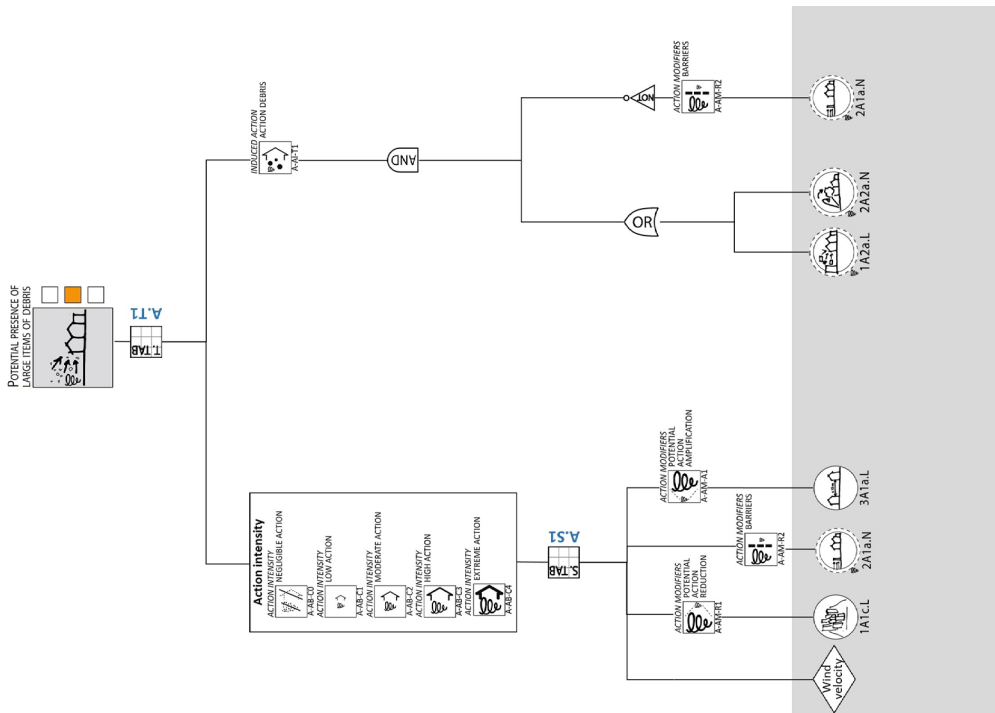 POTENTIAL PRESENCE OF
LARGE ITEMS OF DEBRIS
T. TAB
A.T1
INDUCED ACTION
ACTION DEBRIS
A-AI-T1
AND
NOT
ACTION MODIFIERS
BARRIERS
A-AM-R2
2A1a.N
OR
2A2a.N
1A2a.L
Action intensity
ACTION INTENSITY
NEGLIGIBLE ACTION
A-AB-C0
ACTION INTENSITY
LOW ACTION
A-AB-C1
ACTION INTENSITY
MODERATE ACTION
A-AB-C2
ACTION INTENSITY
HIGH ACTION
A-AB-C3
ACTION INTENSITY
EXTREME ACTION
A-AB-C4
S. TAB
A.S1
ACTION MODIFIERS
POTENTIAL
ACTION
AMPLIFICATION
A-AM-A1
3A1a.L
ACTION MODIFIERS
BARRIERS
A-AM-R2
2A1a.N
ACTION MODIFIERS
POTENTIAL
ACTION
REDUCTION
A-AM-R1
1A1c.L
Wind
velocity